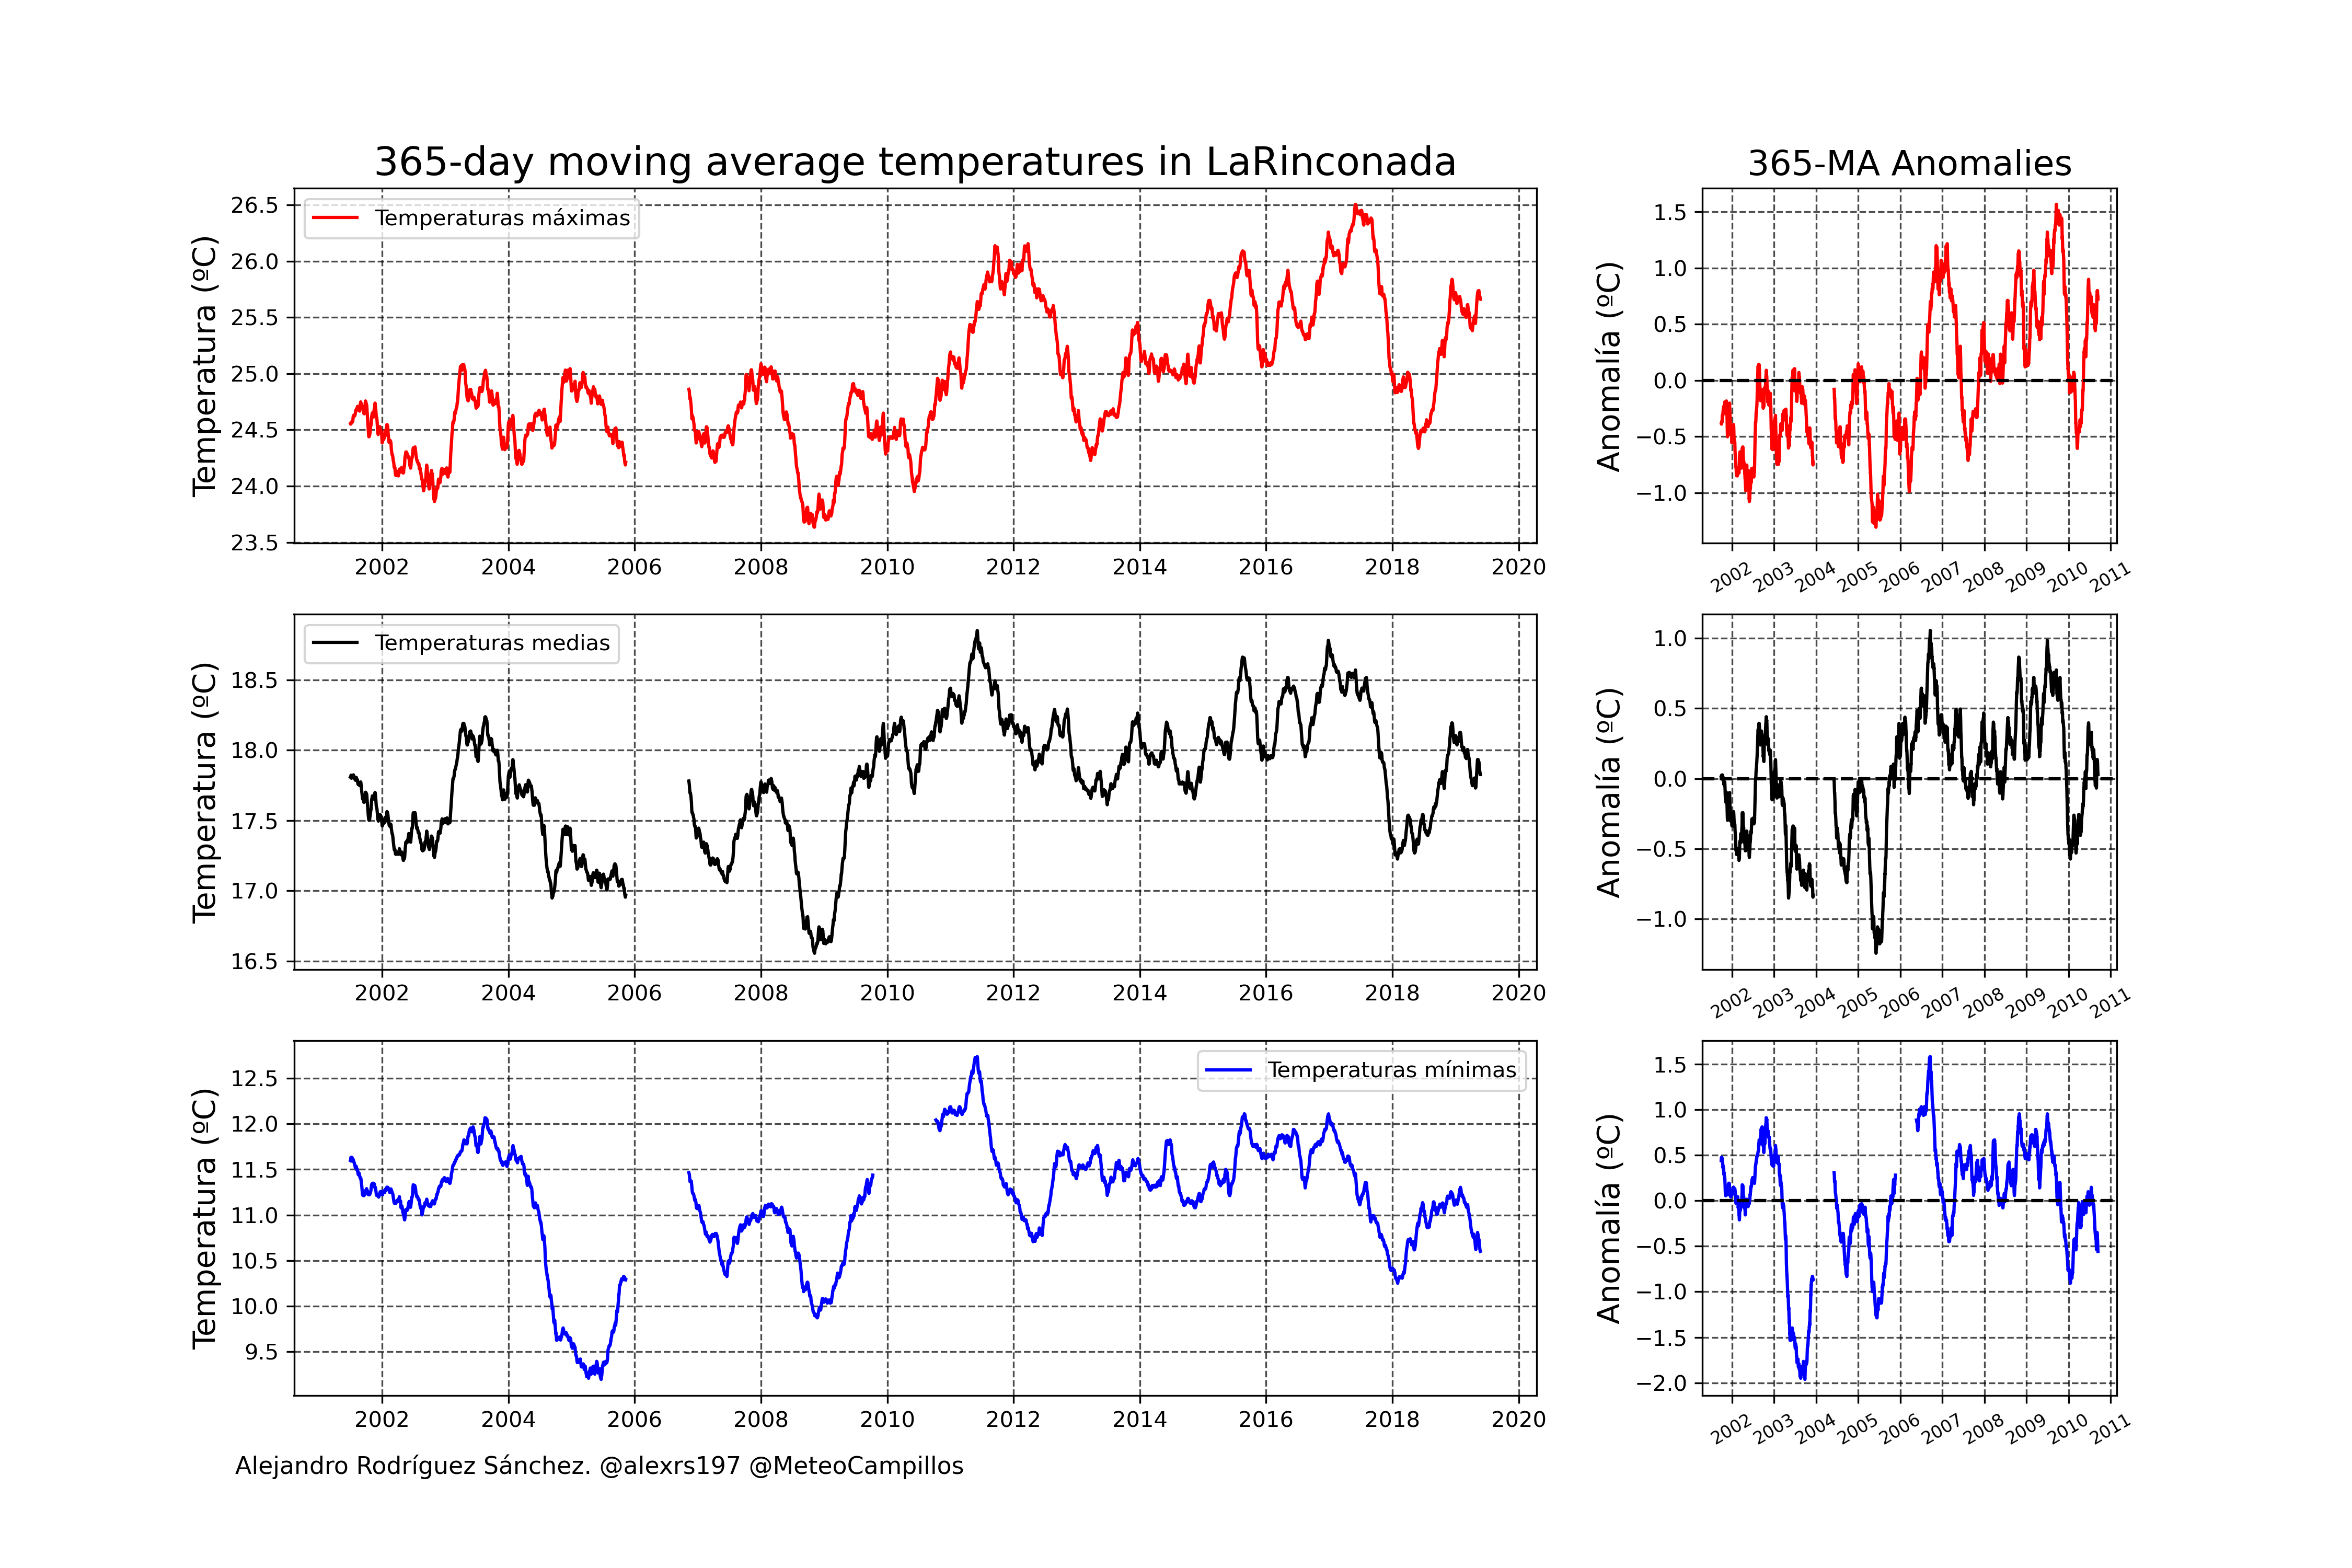 365-day moving average temperatures in LaRinconada
365-MA Anomalies
Temperatura (ºC)
26.5
26.0
25.5
25.0
24.5
24.0
23.5
Temperaturas máximas
2002 2004 2006 2008 2010 2012 2014 2016 2018 2020
Anomalía (ºC)
1.5
1.0
0.5
0.0
−0.5
−1.0
2002 2003 2004 2005 2006 2007 2008 2009 2010 2011
Temperatura (ºC)
18.5
18.0
17.5
17.0
16.5
Temperaturas medias
2002 2004 2006 2008 2010 2012 2014 2016 2018 2020
Anomalía (ºC)
1.0
0.5
0.0
−0.5
−1.0
2002 2003 2004 2005 2006 2007 2008 2009 2010 2011
Temperatura (ºC)
12.5
12.0
11.5
11.0
10.5
10.0
9.5
Temperaturas mínimas
2002 2004 2006 2008 2010 2012 2014 2016 2018 2020
Anomalía (ºC)
1.5
1.0
0.5
0.0
−0.5
−1.0
−1.5
−2.0
2002 2003 2004 2005 2006 2007 2008 2009 2010 2011
Alejandro Rodríguez Sánchez. @alexrs197 @MeteoCampillos